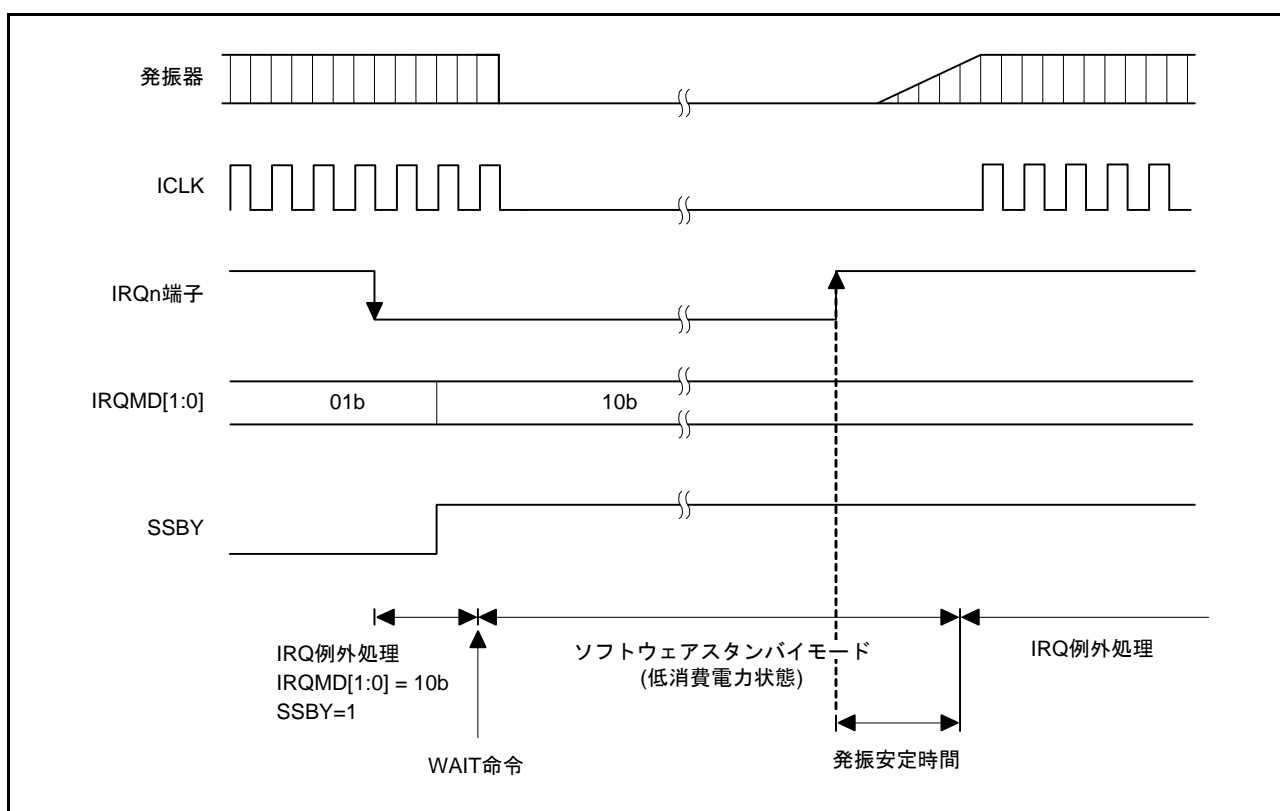 発振器
ICLK
IRQn端子
IRQMD[1:0]
01b
10b
SSBY
IRQ例外処理
IRQMD[1:0] = 10b
SSBY=1
ソフトウェアスタンバイモード
(低消費電力状態)
IRQ例外処理
WAIT命令
発振安定時間